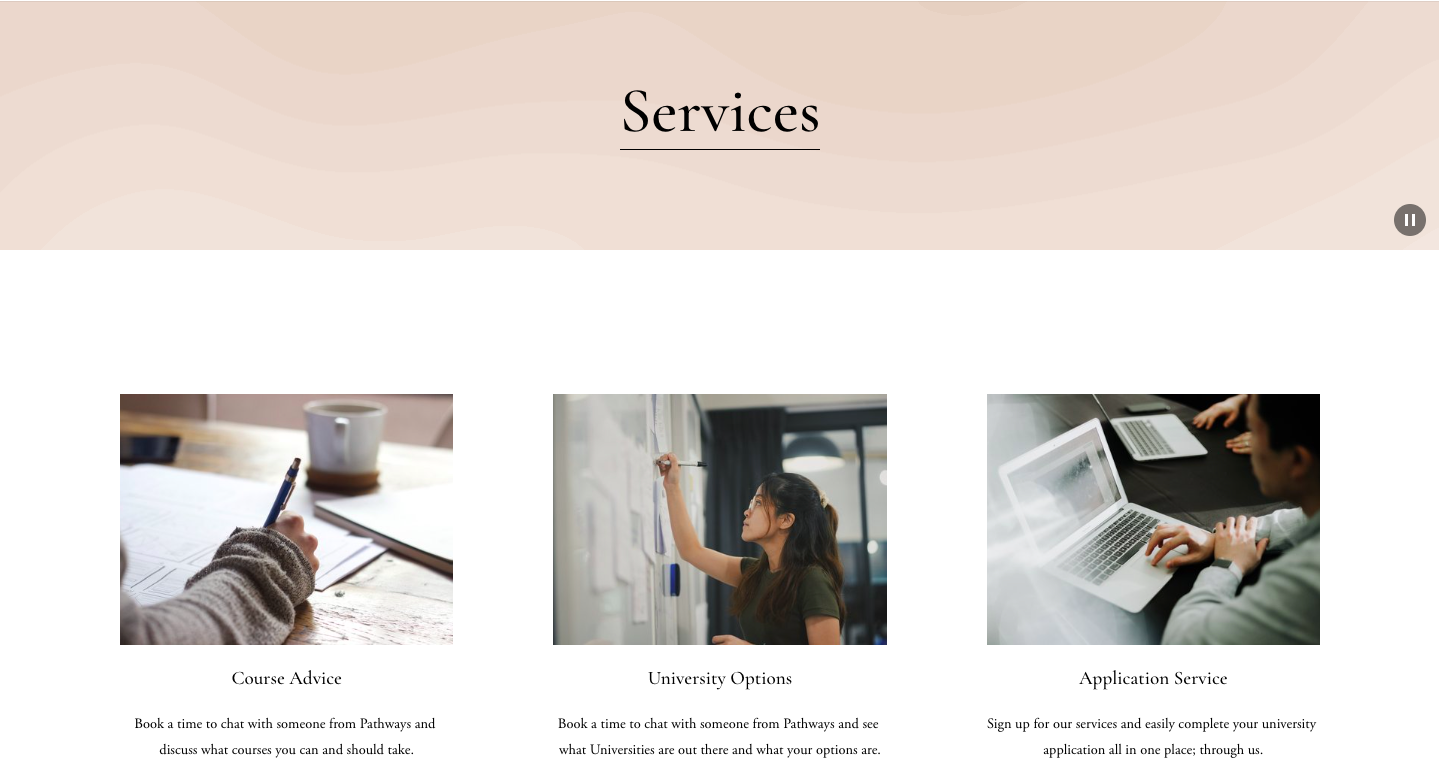 Services
Course Advice
Book a time to chat with someone from Pathways and
discuss what courses you can and should take.
University Options
Book a time to chat with someone from Pathways and see
what Universities are out there and what your options are.
Application Service
Sign up for our services and easily complete your university
application all in one place; through us.